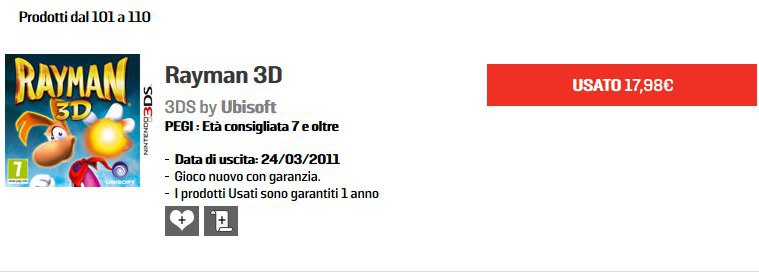 Prodotti dal 101 a 110
RAYMAN
3D
NINTENDO 3DS
7
UBISOFT
Rayman 3D
3DS by Ubisoft
PEGI : Età consigliata 7 e oltre
- Data di uscita: 24/03/2011
- Gioco nuovo con garanzia.
- I prodotti Usati sono garantiti 1 anno
USATO 17,98€